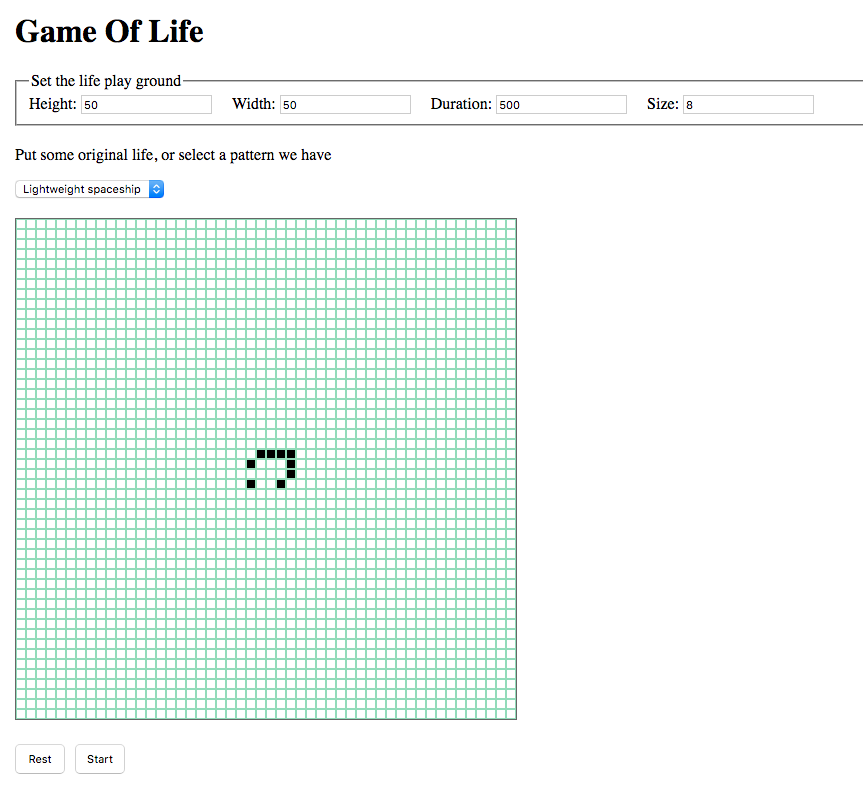 Game Of Life
Set the life play ground
Height: 50 Width: 50 Duration: 500 Size: 8
Put some original life, or select a pattern we have
Lightweight spaceship
Rest Start